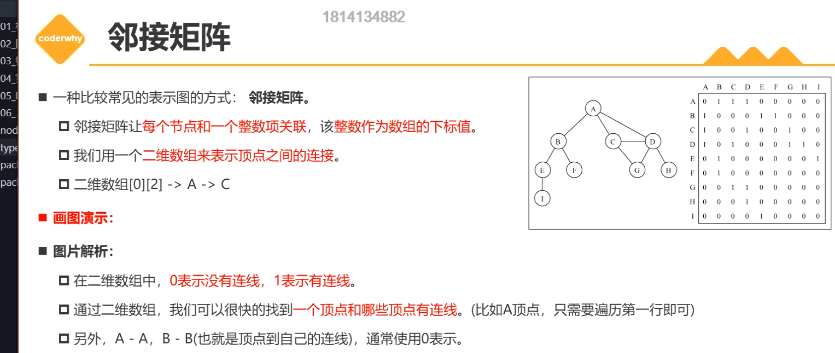 1814134882
coderwhy
邻接矩阵
01_
02_
03_
04_
05_
06_
nod
type
pac
pac
■ 一种比较常见的表示图的方式： 邻接矩阵。
邻接矩阵让每个节点和一个整数项关联，该整数作为数组的下标值。
我们用一个二维数组来表示顶点之间的连接。
二维数组[0][2] -> A -> C
■ 画图演示：
■ 图片解析：
在二维数组中，0表示没有连线，1表示有连线。
通过二维数组，我们可以很快的找到一个顶点和哪些顶点有连线。(比如A顶点，只需要遍历第一行即可)
另外，A - A，B - B(也就是顶点到自己的连线)，通常使用0表示。
A
B C D
E F G H
I
A B C D E F G H I
A 0 1 1 1 0 0 0 0 0
B 1 0 0 0 1 1 0 0 0
C 1 0 0 1 0 0 1 0 0
D 1 0 1 0 0 0 1 1 0
E 0 1 0 0 0 0 0 0 1
F 0 1 0 0 0 0 0 0 0
G 0 0 1 1 0 0 0 0 0
H 0 0 0 1 0 0 0 0 0
I 0 0 0 0 1 0 0 0 0